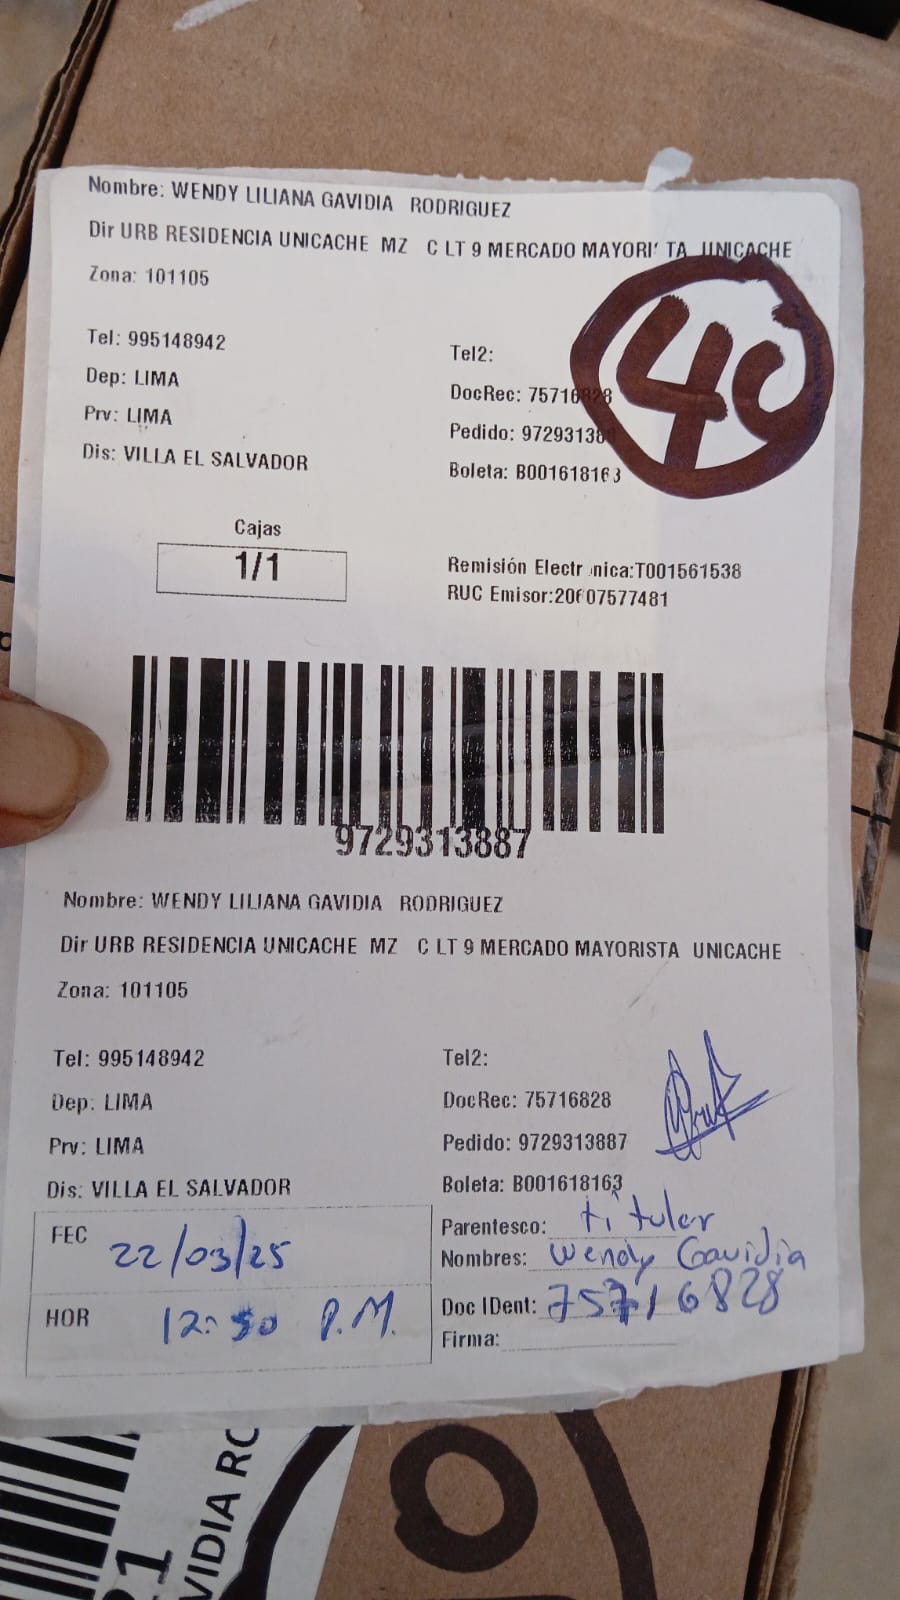 Nombre: WENDY LILIANA GAVIDIA RODRIGUEZ
Dir URB RESIDENCIA UNICACHE MZ C LT 9 MERCADO MAYORI TA UNICACHE
Zona: 101105
40
Tel: 995148942
Tel2:
Dep: LIMA
DocRec: 75716828
Prv: LIMA
Pedido: 972931388
Dis: VILLA EL SALVADOR
Boleta: B001618163
Cajas
1/1
Remisión Electr nica:T001561538
RUC Emisor:20607577481
9729313887
Nombre: WENDY LILIANA GAVIDIA RODRIGUEZ
Dir URB RESIDENCIA UNICACHE MZ C LT 9 MERCADO MAYORISTA UNICACHE
Zona: 101105
Tel: 995148942
Tel2:
Dep: LIMA
DocRec: 75716828
Prv: LIMA
Pedido: 9729313887
Dis: VILLA EL SALVADOR
Boleta: B001618163
FEC 22/03/25
Parentesco: titular
Nombres: Wendy Gavidia
HOR 12:50 P.M.
Doc IDent: 75716828
Firma:
VIDIA RO